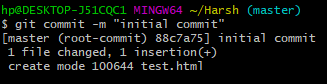 hp@DESKTOP-J51CQC1 MINGW64 ~/Harsh (master)
$ git commit -m "initial commit"
[master (root-commit) 88c7a75] initial commit
 1 file changed, 1 insertion(+)
 create mode 100644 test.html